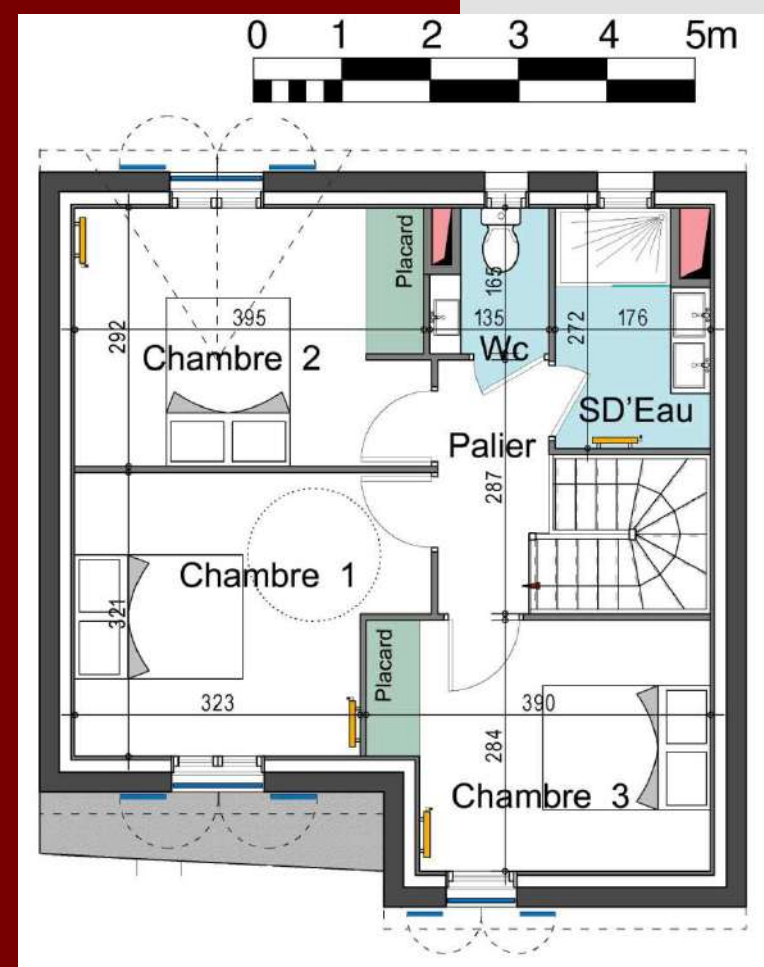 0 1 2 3 4 5m
Placard
395
292
Chambre 2
165
135
Wc
272
176
SD'Eau
Palier
287
Chambre 1
321
323
Placard
390
284
Chambre 3